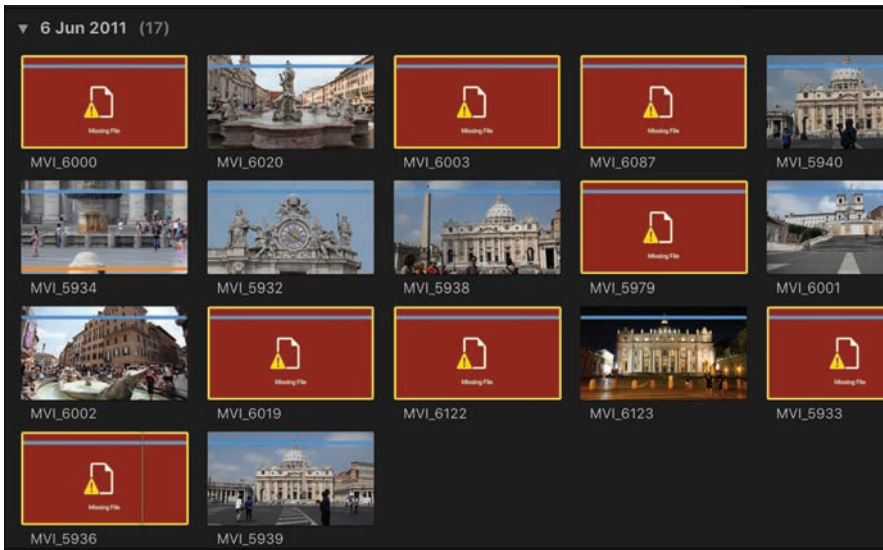 ▼ 6 Jun 2011 (17)
Missing File
Missing File
Missing File
MVI_6000 MVI_6020 MVI_6003 MVI_6087 MVI_5940
Missing File
MVI_5934 MVI_5932 MVI_5938 MVI_5979 MVI_6001
Missing File
Missing File
Missing File
MVI_6002 MVI_6019 MVI_6122 MVI_6123 MVI_5933
Missing File
MVI_5936 MVI_5939